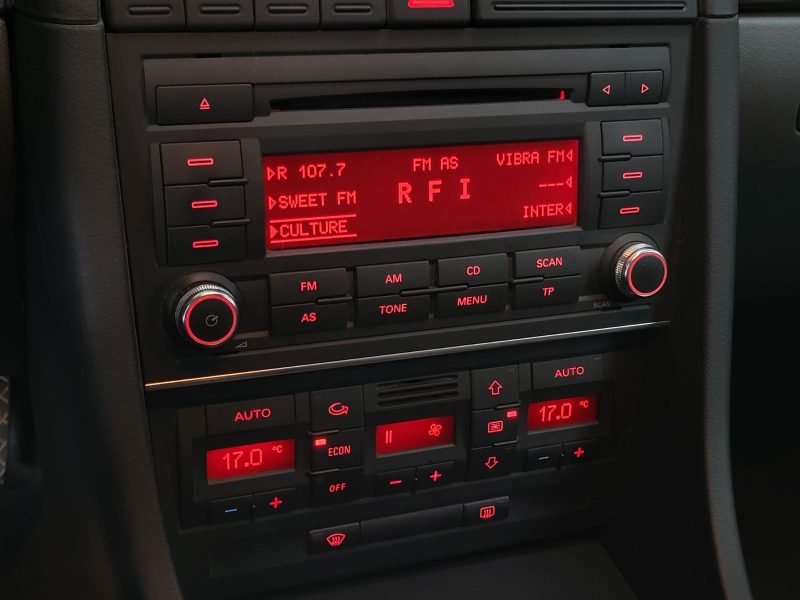 R 107.7
FM AS
VIBRA FM
SWEET FM
RFI
---
CULTURE
INTER
FM
AM
CD
SCAN
AS
TONE
MENU
TP
SCAN
AUTO
AUTO
17.0 °C
ECON
17.0 °C
OFF